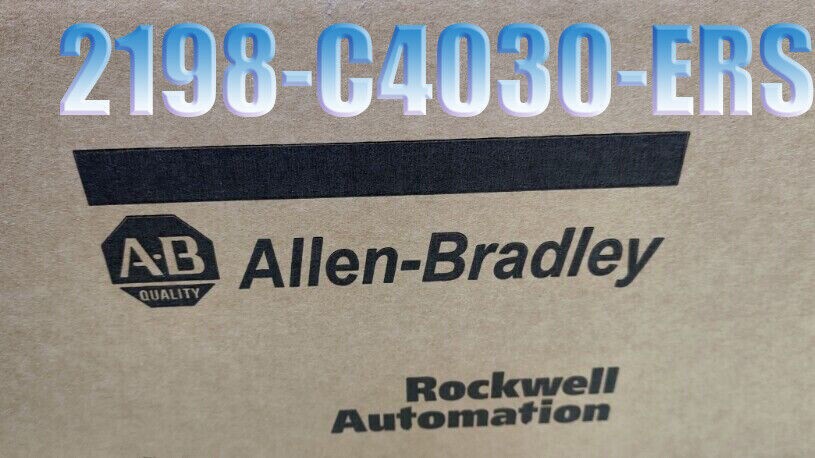 2198-C4030-ERS
A-B
QUALITY
Allen-Bradley
Rockwell
Automation